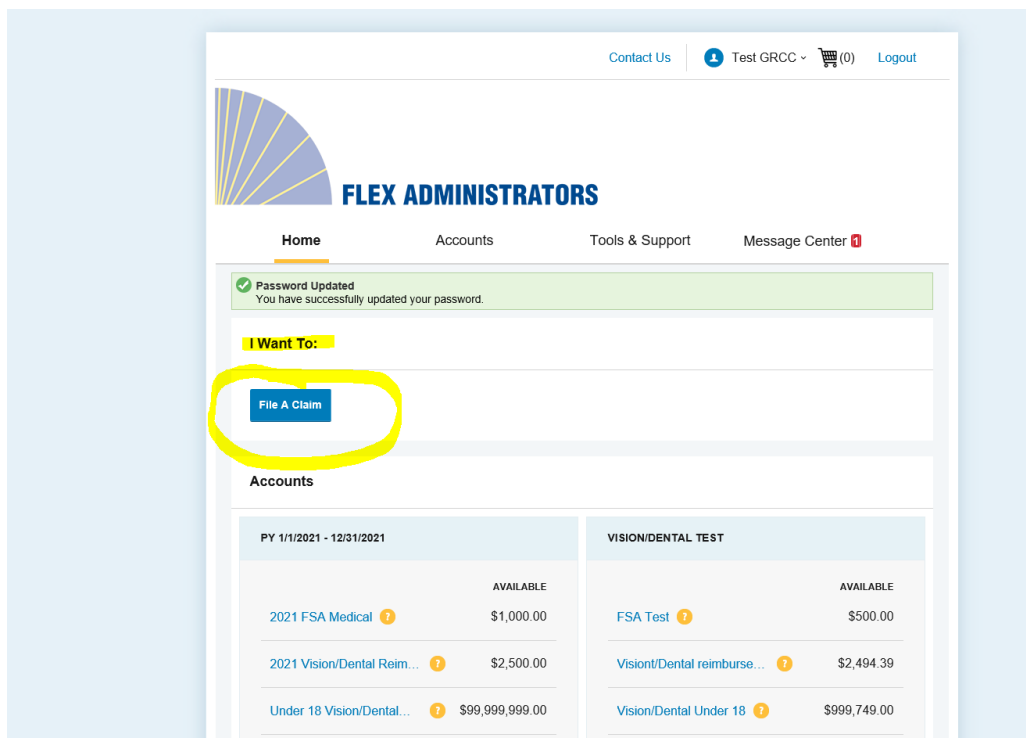 Contact Us Test GRCC (0) Logout
FLEX ADMINISTRATORS
Home Accounts Tools & Support Message Center 1
Password Updated
You have successfully updated your password.
I Want To:
File A Claim
Accounts
PY 1/1/2021 - 12/31/2021
AVAILABLE
2021 FSA Medical ? $1,000.00
2021 Vision/Dental Reim... ? $2,500.00
Under 18 Vision/Dental... ? $99,999,999.00
VISION/DENTAL TEST
AVAILABLE
FSA Test ? $500.00
Visiont/Dental reimburse... ? $2,494.39
Vision/Dental Under 18 ? $999,749.00